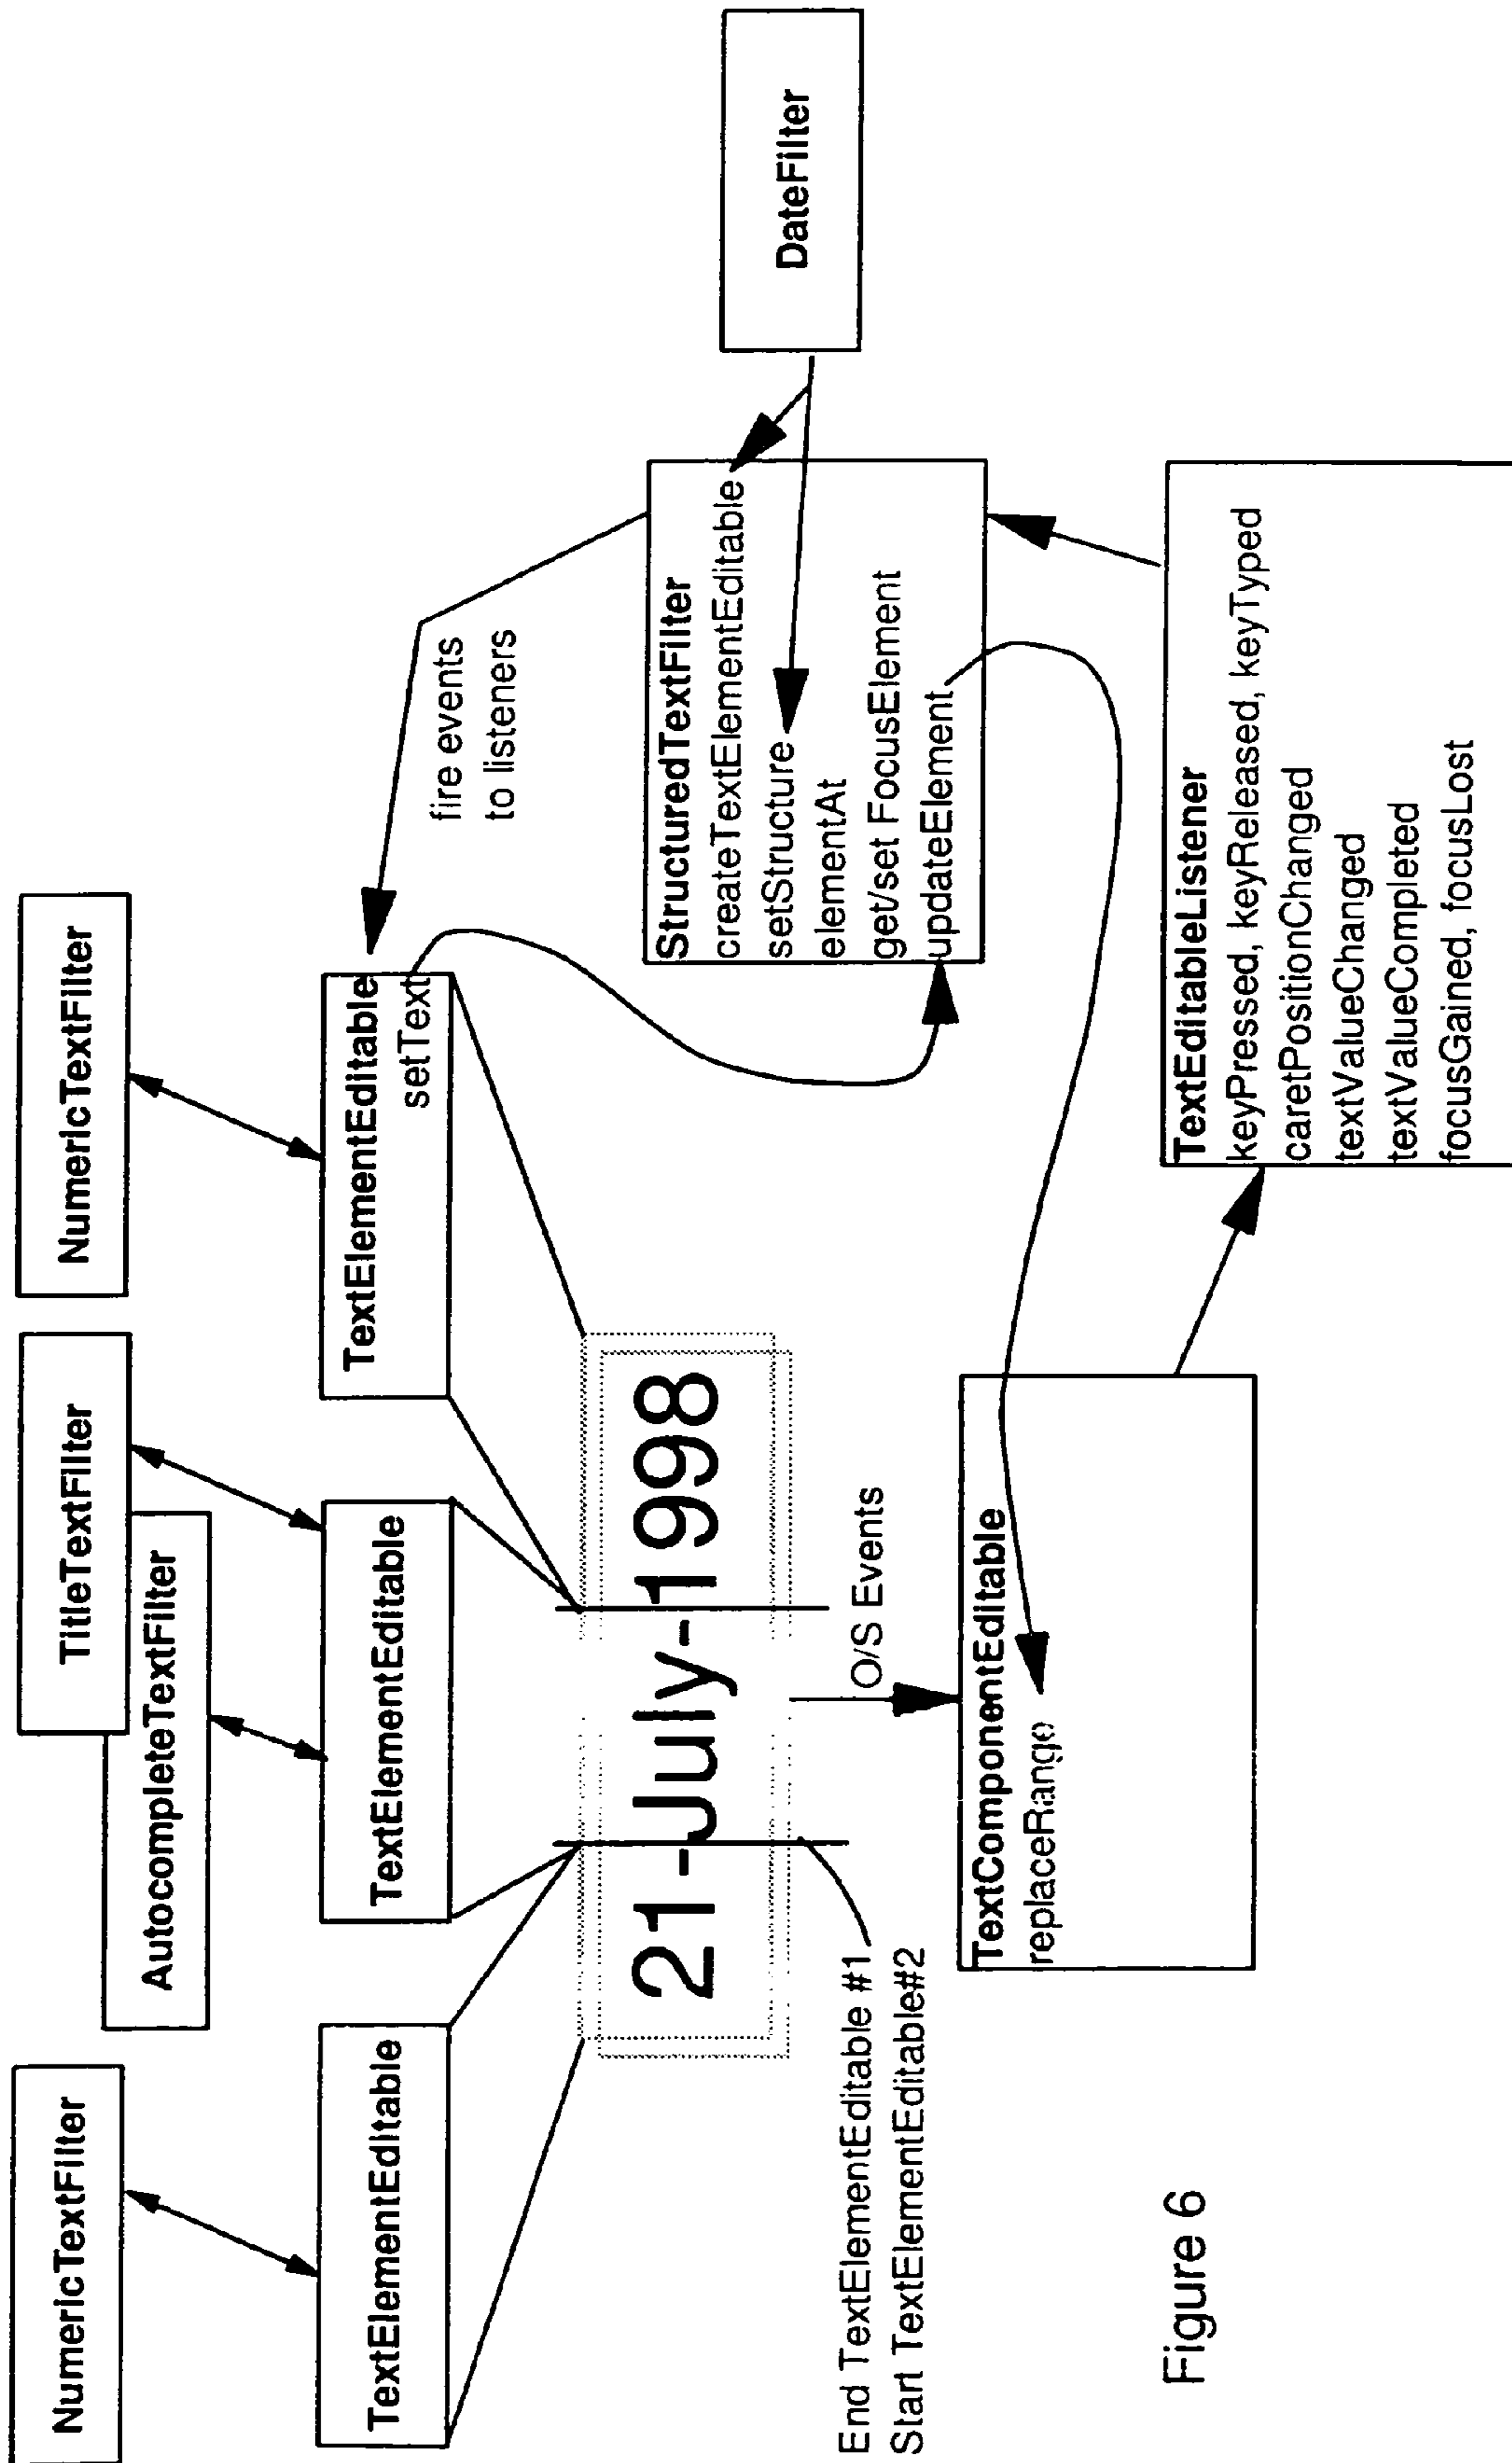 NumericTextFilter
AutocompleteTextFilter
TitleTextFilter
NumericTextFilter
TextElementEditable
TextElementEditable
TextElementEditable
setText
fire events
to listeners
21-July-1998
End TextElementEditable #1
Start TextElementEditable#2
O/S Events
StructuredTextFilter
createTextElementEditable
setStructure
elementAt
get/set FocusElement
updateElement
DateFilter
TextComponentEditable
replaceRange
TextEditableListener
keyPressed, keyReleased, keyTyped
caretPositionChanged
textValueChanged
textValueCompleted
focusGained, focusLost
Figure 6